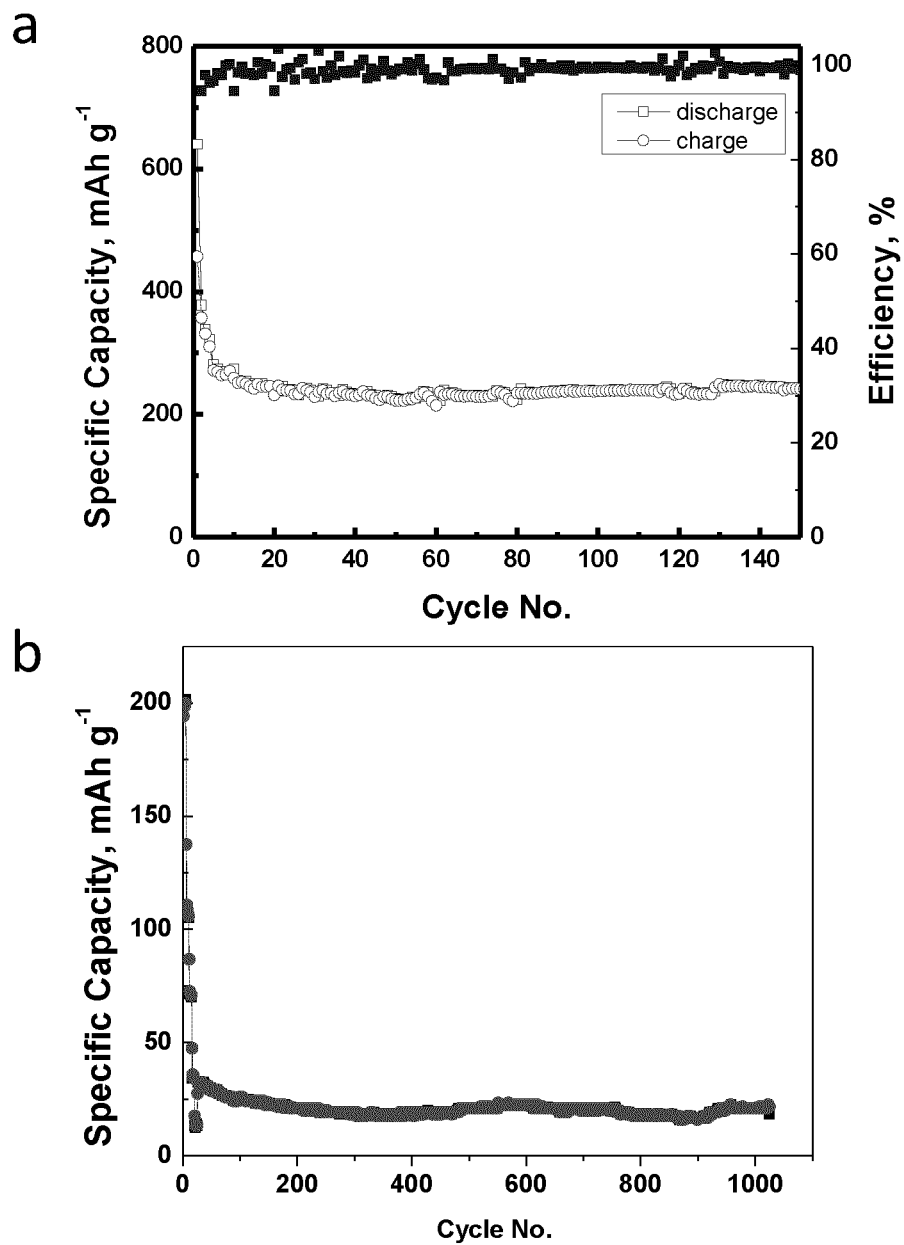 a
800
600
400
200
0
Specific Capacity, mAh g⁻¹
discharge
charge
100
80
60
40
20
0
Efficiency, %
0 20 40 60 80 100 120 140
Cycle No.
b
200
150
100
50
0
Specific Capacity, mAh g⁻¹
0 200 400 600 800 1000
Cycle No.